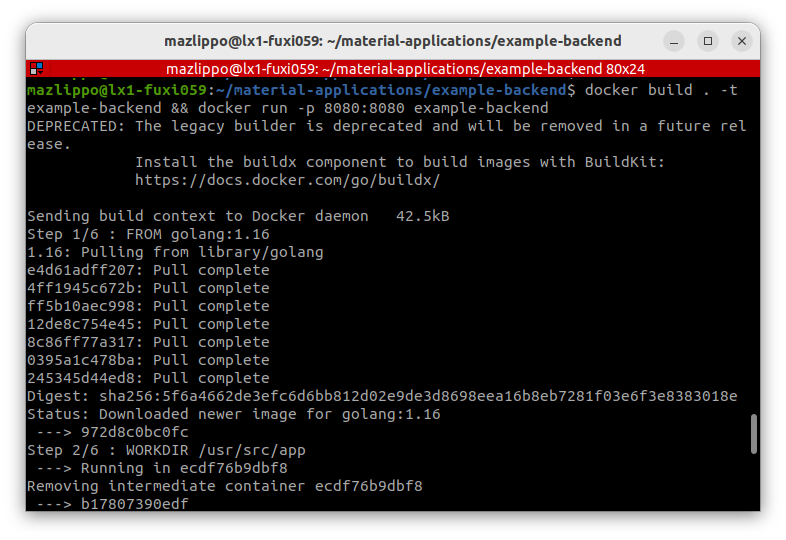 mazlippo@lx1-fuxi059: ~/material-applications/example-backend
mazlippo@lx1-fuxi059: ~/material-applications/example-backend 80x24
mazlippo@lx1-fuxi059:~/material-applications/example-backend$ docker build . -t
example-backend && docker run -p 8080:8080 example-backend
DEPRECATED: The legacy builder is deprecated and will be removed in a future rel
ease.
            Install the buildx component to build images with BuildKit:
            https://docs.docker.com/go/buildx/

Sending build context to Docker daemon   42.5kB
Step 1/6 : FROM golang:1.16
1.16: Pulling from library/golang
e4d61adff207: Pull complete
4ff1945c672b: Pull complete
ff5b10aec998: Pull complete
12de8c754e45: Pull complete
8c86ff77a317: Pull complete
0395a1c478ba: Pull complete
245345d44ed8: Pull complete
Digest: sha256:5f6a4662de3efc6d6bb812d02e9de3d8698eea16b8eb7281f03e6f3e8383018e
Status: Downloaded newer image for golang:1.16
 ---> 972d8c0bc0fc
Step 2/6 : WORKDIR /usr/src/app
 ---> Running in ecdf76b9dbf8
Removing intermediate container ecdf76b9dbf8
 ---> b17807390edf